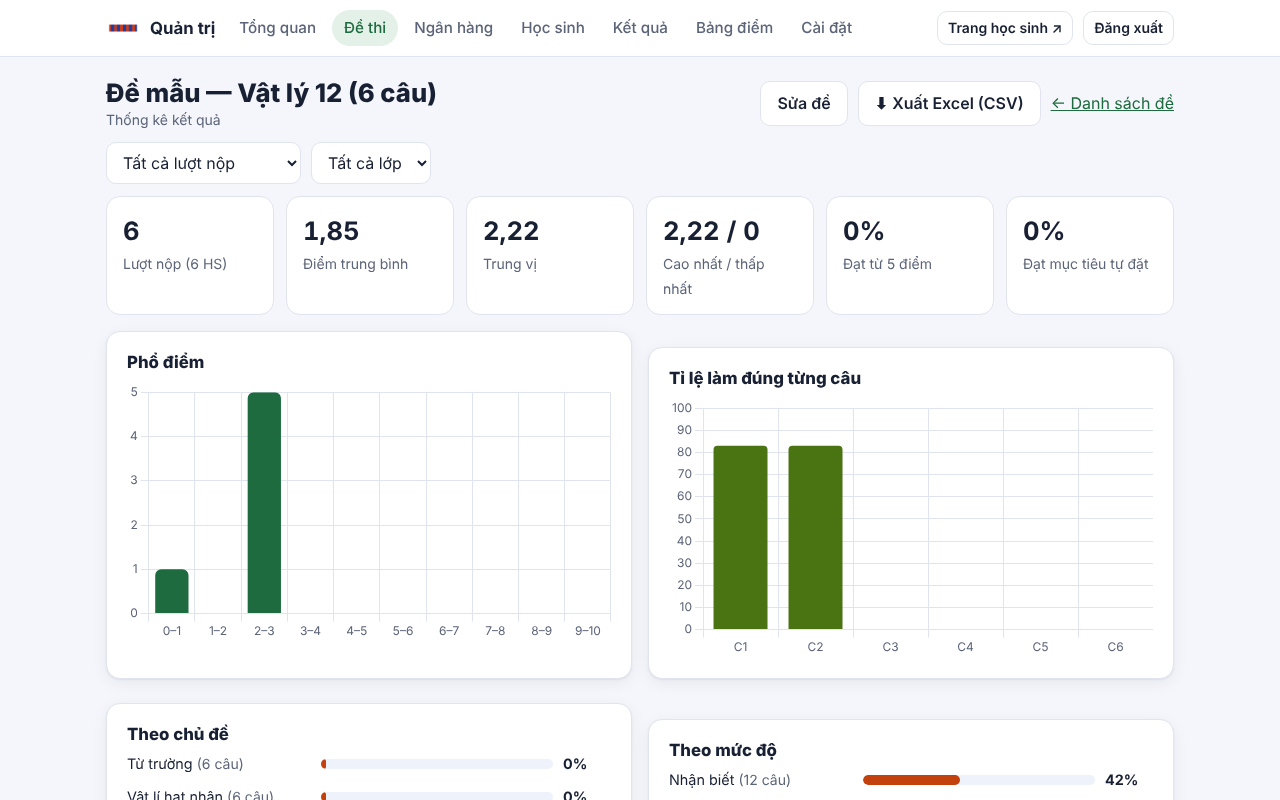 Quản trị
Tổng quan
Đề thi
Ngân hàng
Học sinh
Kết quả
Bảng điểm
Cài đặt
Trang học sinh ↗
Đăng xuất
Đề mẫu — Vật lý 12 (6 câu)
Thống kê kết quả
Sửa đề
⬇ Xuất Excel (CSV)
← Danh sách đề
Tất cả lượt nộp
Tất cả lớp
6
Lượt nộp (6 HS)
1,85
Điểm trung bình
2,22
Trung vị
2,22 / 0
Cao nhất / thấp
nhất
0%
Đạt từ 5 điểm
0%
Đạt mục tiêu tự đặt
Phổ điểm
5
4
3
2
1
0
0–1 1–2 2–3 3–4 4–5 5–6 6–7 7–8 8–9 9–10
Tỉ lệ làm đúng từng câu
100
90
80
70
60
50
40
30
20
10
0
C1 C2 C3 C4 C5 C6
Theo chủ đề
Từ trường (6 câu) 0%
Vật lí hạt nhân (6 câu) 0%
Theo mức độ
Nhận biết (12 câu) 42%